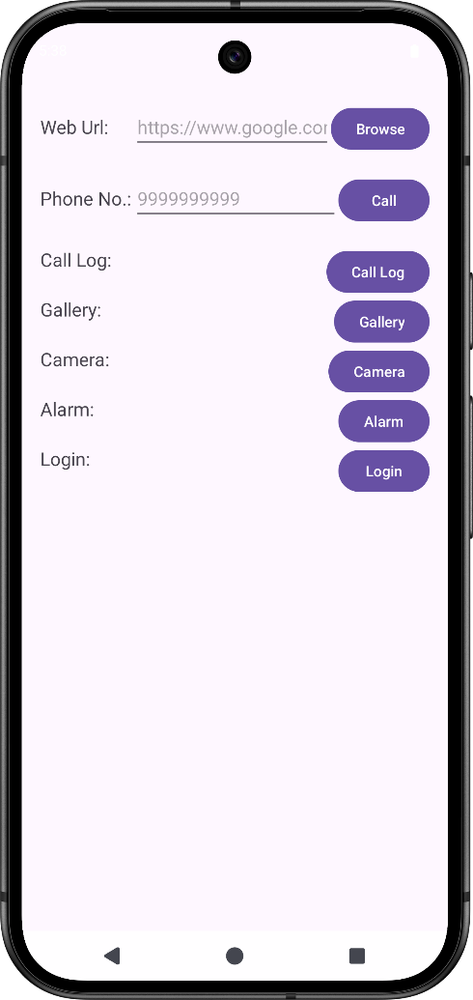 Web Url: https://www.google.com Browse
Phone No.: 9999999999 Call
Call Log: Call Log
Gallery: Gallery
Camera: Camera
Alarm: Alarm
Login: Login